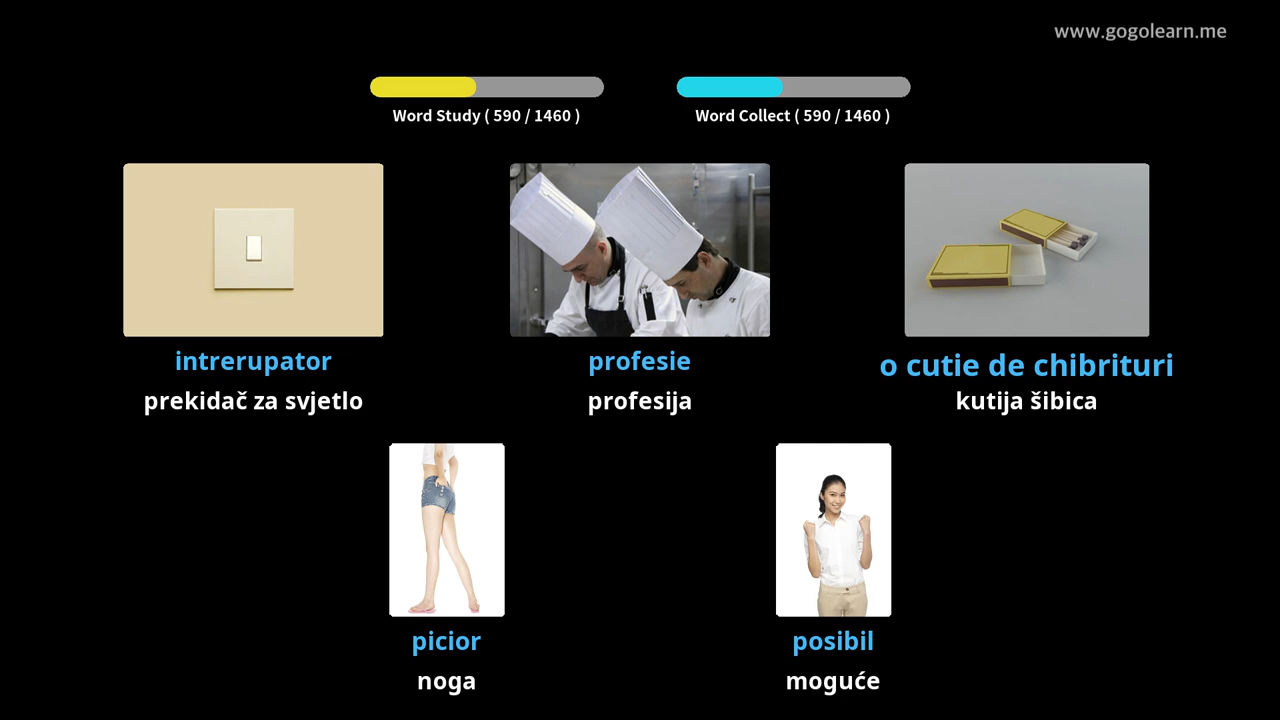 www.gogolearn.me
Word Study ( 590 / 1460 )
Word Collect ( 590 / 1460 )
intrerupator
profesie
o cutie de chibrituri
prekidač za svjetlo
profesija
kutija šibica
picior
posibil
noga
moguće